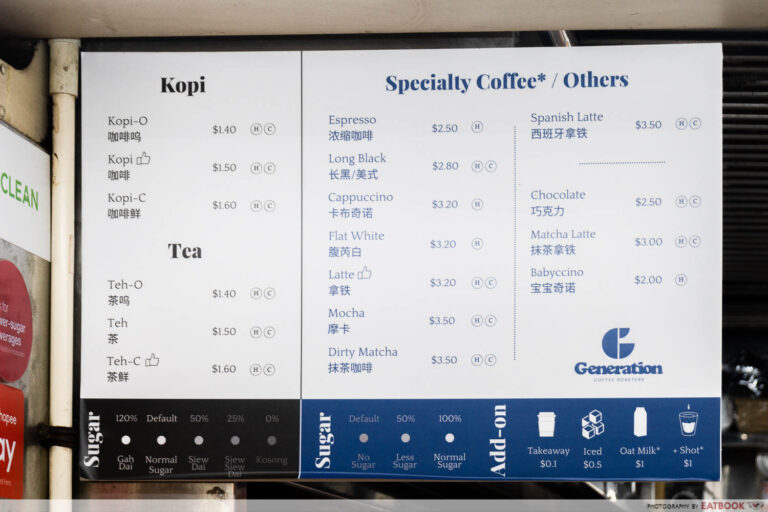 Kopi
Kopi-O
咖啡呜
$1.40 H C
Kopi
咖啡
$1.50 H C
Kopi-C
咖啡鲜
$1.60 H C
Tea
Teh-O
茶呜
$1.40 H C
Teh
茶
$1.50 H C
Teh-C
茶鲜
$1.60 H C
Sugar
120% Default 50% 25% 0%
Gah Dai
Normal Sugar
Siew Dai
Siew Siew Dai
Kosong
Specialty Coffee* / Others
Espresso
浓缩咖啡
$2.50 H
Long Black
长黑/美式
$2.80 H C
Cappuccino
卡布奇诺
$3.20 H
Flat White
腹芮白
$3.20 H
Latte
拿铁
$3.20 H C
Mocha
摩卡
$3.50 H C
Dirty Matcha
抹茶咖啡
$3.50 H C
Spanish Latte
西班牙拿铁
$3.50 H C
Chocolate
巧克力
$2.50 H C
Matcha Latte
抹茶拿铁
$3.00 H C
Babyccino
宝宝奇诺
$2.00 H
Generation
COFFEE ROASTERS
Sugar
Default 50% 100%
No Sugar
Less Sugar
Normal Sugar
Add-on
Takeaway
$0.1
Iced
$0.5
Oat Milk*
$1
+ Shot*
$1
CLEAN
PHOTOGRAPHY BY EATBOOK